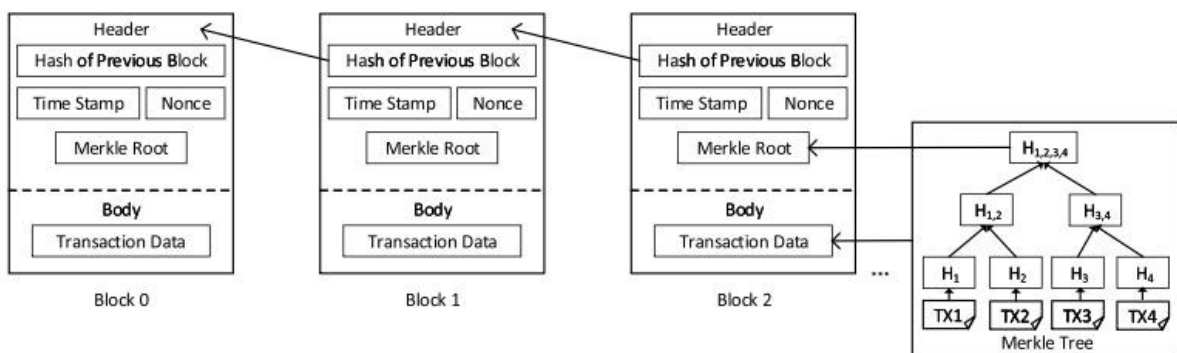 Header
Hash of Previous Block
Time Stamp
Nonce
Merkle Root
Body
Transaction Data
Block 0
Header
Hash of Previous Block
Time Stamp
Nonce
Merkle Root
Body
Transaction Data
Block 1
Header
Hash of Previous Block
Time Stamp
Nonce
Merkle Root
Body
Transaction Data
Block 2
...
H1,2,3,4
H1,2
H3,4
H1
H2
H3
H4
TX1
TX2
TX3
TX4
Merkle Tree